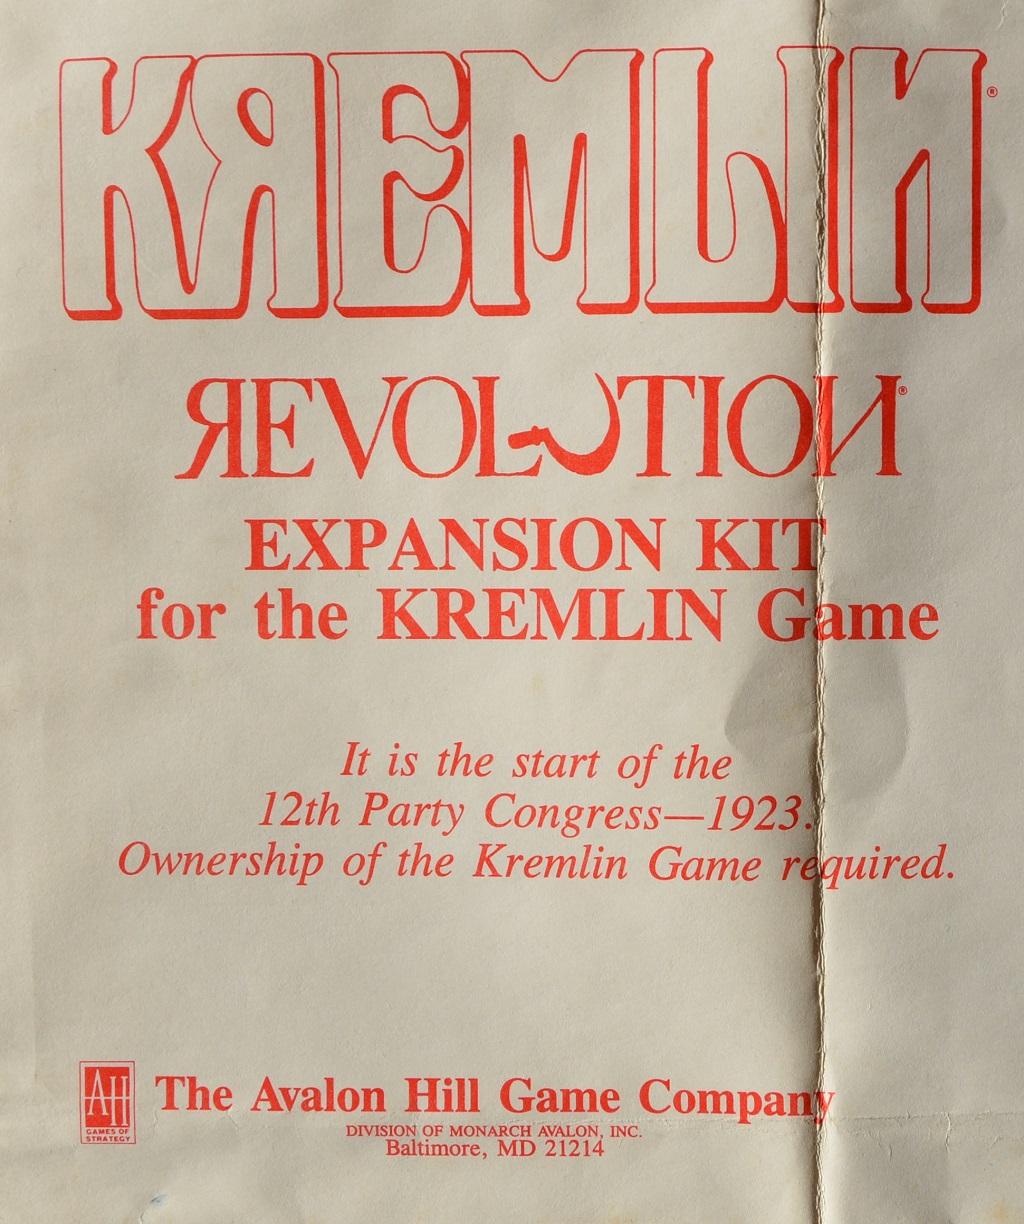 KREMLIN®
REVOLUTION®
EXPANSION KIT
for the KREMLIN Game
It is the start of the
12th Party Congress—1923.
Ownership of the Kremlin Game required.
AH
GAMES OF
STRATEGY
The Avalon Hill Game Company
DIVISION OF MONARCH AVALON, INC.
Baltimore, MD 21214